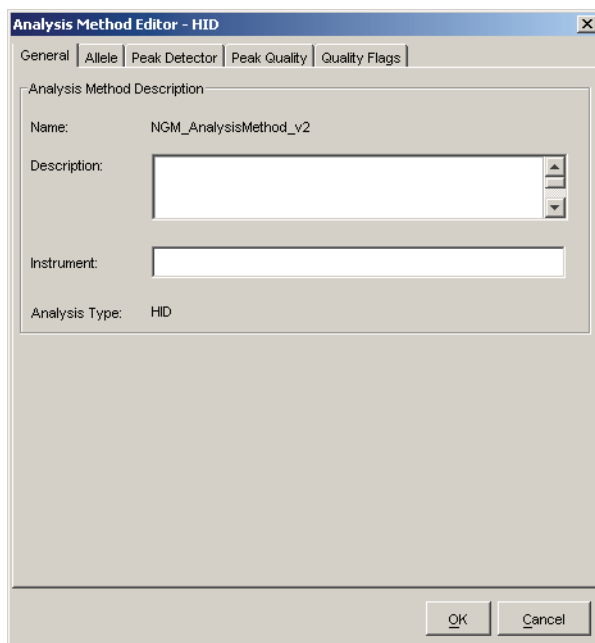 Analysis Method Editor - HID
General Allele Peak Detector Peak Quality Quality Flags
Analysis Method Description
Name: NGM_AnalysisMethod_v2
Description:
Instrument:
Analysis Type: HID
OK Cancel